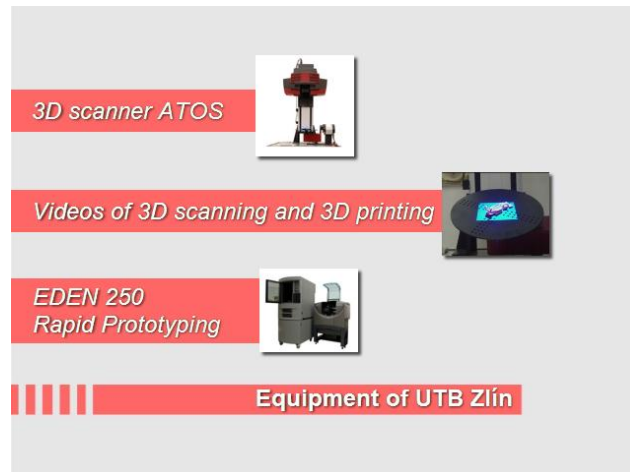 3D scanner ATOS
Videos of 3D scanning and 3D printing
EDEN 250
Rapid Prototyping
Equipment of UTB Zlín